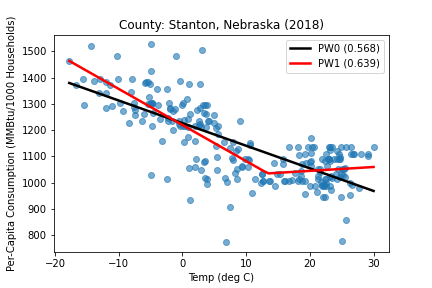 County: Stanton, Nebraska (2018)
Per-Capita Consumption (MMBtu/1000 Households)
1500
1400
1300
1200
1100
1000
900
800
PW0 (0.568)
PW1 (0.639)
−20 −10 0 10 20 30
Temp (deg C)